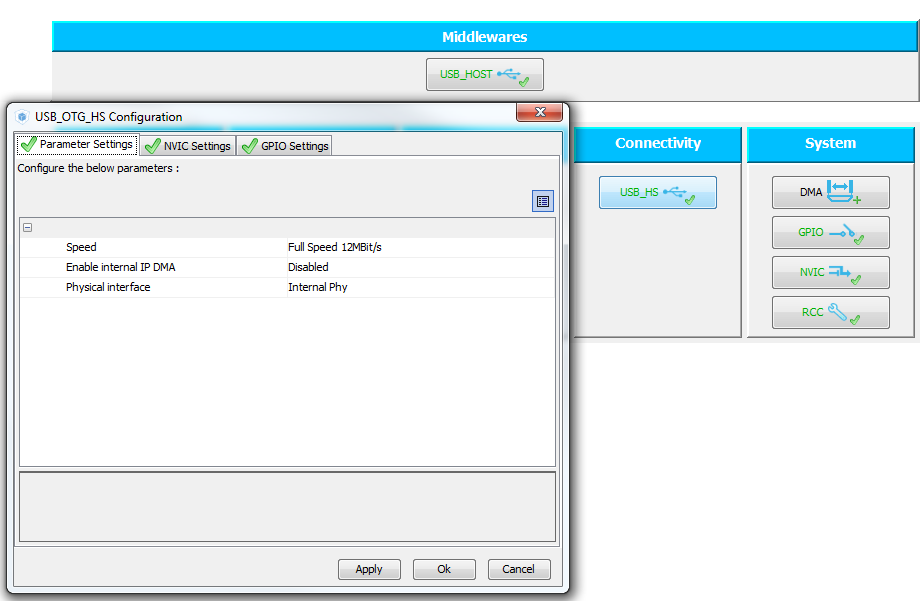 Middlewares
USB_HOST
USB_OTG_HS Configuration
Parameter Settings
NVIC Settings
GPIO Settings
Configure the below parameters :
Speed Full Speed 12MBit/s
Enable internal IP DMA Disabled
Physical interface Internal Phy
Apply
Ok
Cancel
Connectivity
USB_HS
System
DMA
GPIO
NVIC
RCC